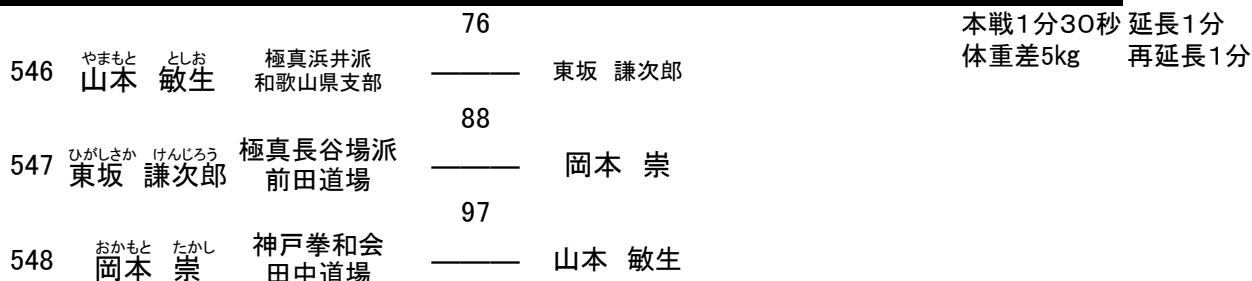 76
本戦1分30秒 延長1分
体重差5kg 再延長1分
やまもと としお
546 山本 敏生 極真浜井派 和歌山県支部 ――― 東坂 謙次郎
88
ひがしさか けんじろう
547 東坂 謙次郎 極真長谷場派 前田道場 ――― 岡本 崇
97
おかもと たかし
548 岡本 崇 神戸拳和会 田中道場 ――― 山本 敏生